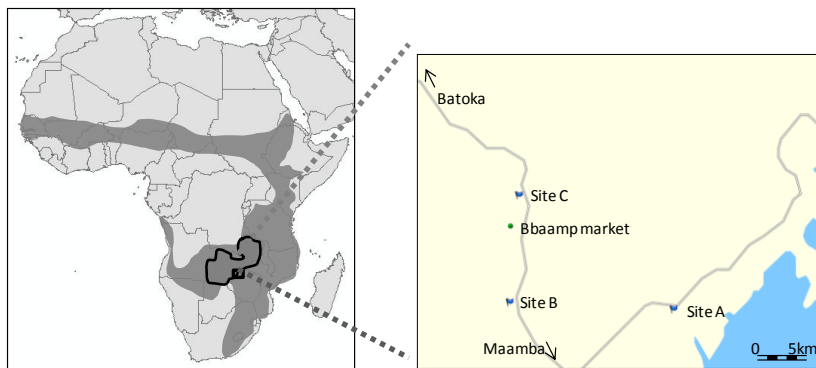 Batoka
Site C
Bbaamp market
Site B
Site A
Maamba
0 5km